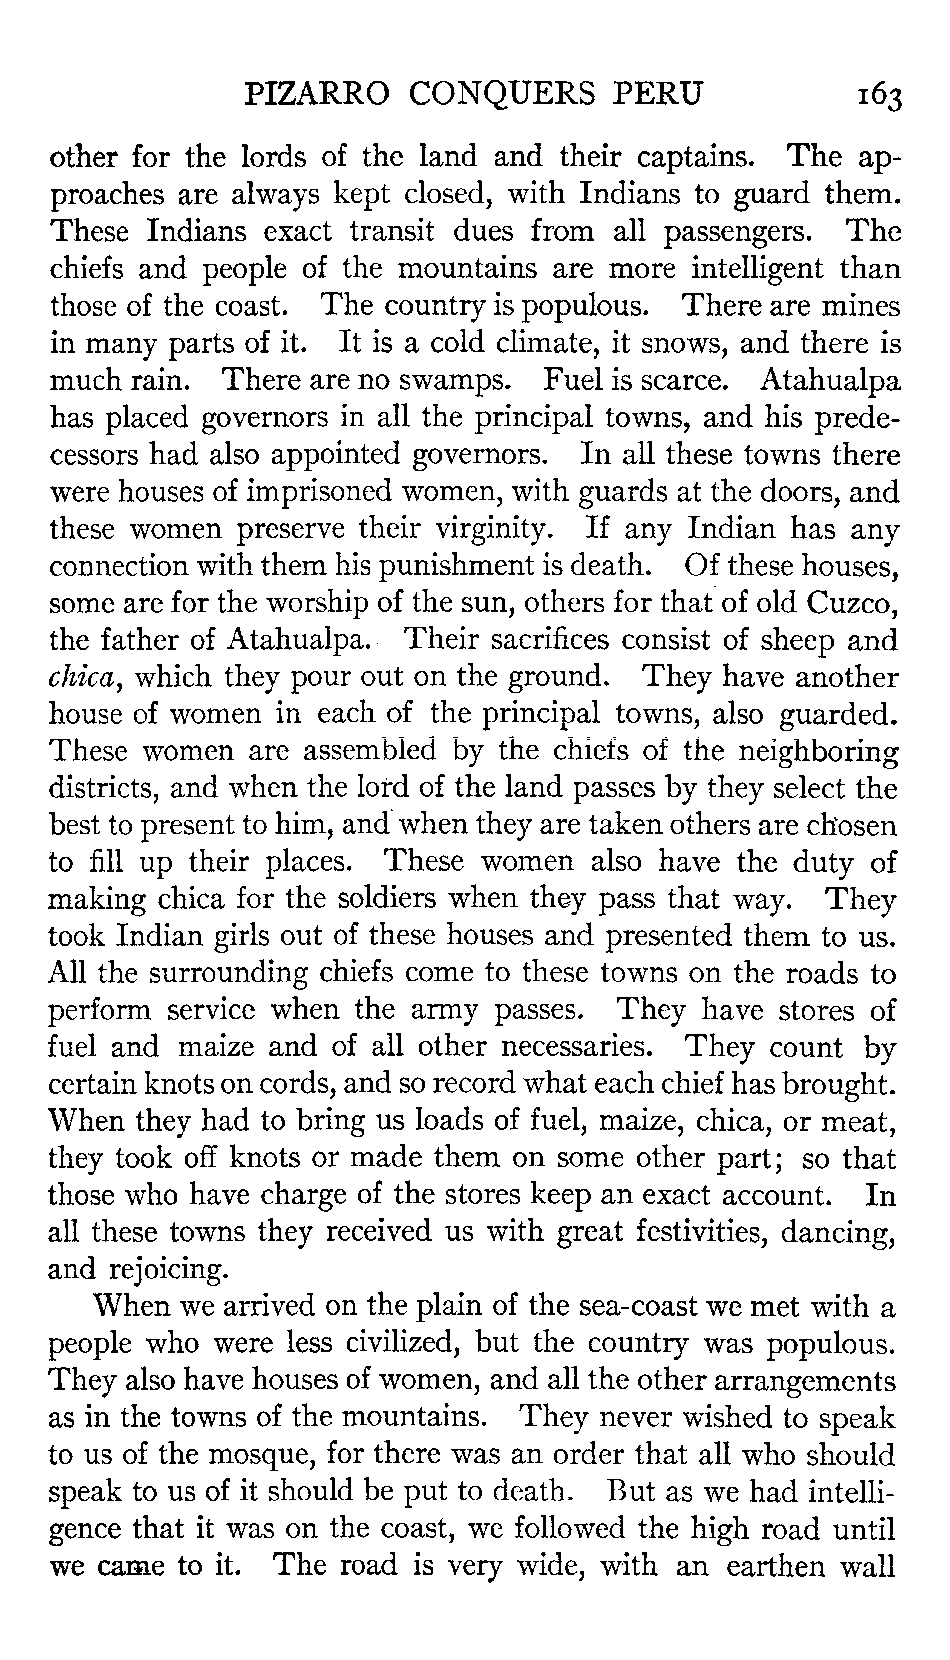 PIZARRO CONQUERS PERU 163
other for the lords of the land and their captains. The ap-
proaches are always kept closed, with Indians to guard them.
These Indians exact transit dues from all passengers. The
chiefs and people of the mountains are more intelligent than
those of the coast. The country is populous. There are mines
in many parts of it. It is a cold climate, it snows, and there is
much rain. There are no swamps. Fuel is scarce. Atahualpa
has placed governors in all the principal towns, and his prede-
cessors had also appointed governors. In all these towns there
were houses of imprisoned women, with guards at the doors, and
these women preserve their virginity. If any Indian has any
connection with them his punishment is death. Of these houses,
some are for the worship of the sun, others for that of old Cuzco,
the father of Atahualpa. Their sacrifices consist of sheep and
chica, which they pour out on the ground. They have another
house of women in each of the principal towns, also guarded.
These women are assembled by the chiefs of the neighboring
districts, and when the lord of the land passes by they select the
best to present to him, and when they are taken others are chosen
to fill up their places. These women also have the duty of
making chica for the soldiers when they pass that way. They
took Indian girls out of these houses and presented them to us.
All the surrounding chiefs come to these towns on the roads to
perform service when the army passes. They have stores of
fuel and maize and of all other necessaries. They count by
certain knots on cords, and so record what each chief has brought.
When they had to bring us loads of fuel, maize, chica, or meat,
they took off knots or made them on some other part; so that
those who have charge of the stores keep an exact account. In
all these towns they received us with great festivities, dancing,
and rejoicing.
When we arrived on the plain of the sea-coast we met with a
people who were less civilized, but the country was populous.
They also have houses of women, and all the other arrangements
as in the towns of the mountains. They never wished to speak
to us of the mosque, for there was an order that all who should
speak to us of it should be put to death. But as we had intelli-
gence that it was on the coast, we followed the high road until
we came to it. The road is very wide, with an earthen wall